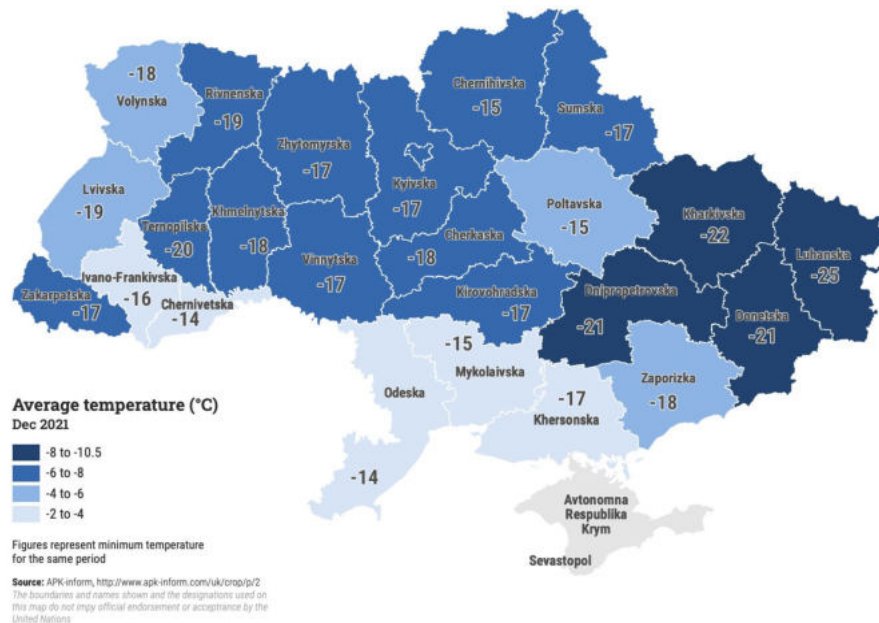 -18
Volynska
Rivnenska
-19
Zhytomyrska
-17
Chernihivska
-15
Sumska
-17
Kyivska
-17
Lvivska
-19
Ternopilska
-20
Khmelnytska
-18
Vinnytska
-17
Cherkaska
-18
Poltavska
-15
Kharkivska
-22
Luhanska
-25
Zakarpatska
-17
Ivano-Frankivska
-16
Chernivetska
-14
Kirovohradska
-17
Dnipropetrovska
-21
Donetska
-21
Odeska
-14
-15
Mykolaivska
-17
Khersonska
Zaporizka
-18
Avtonomna
Respublika
Krym
Sevastopol
Average temperature (°C)
Dec 2021
-8 to -10.5
-6 to -8
-4 to -6
-2 to -4
Figures represent minimum temperature
for the same period
Source: APK-inform, http://www.apk-inform.com/uk/crop/p/2
The boundaries and names shown and the designations used on
this map do not impy official endorsement or acceptrance by the
United Nations